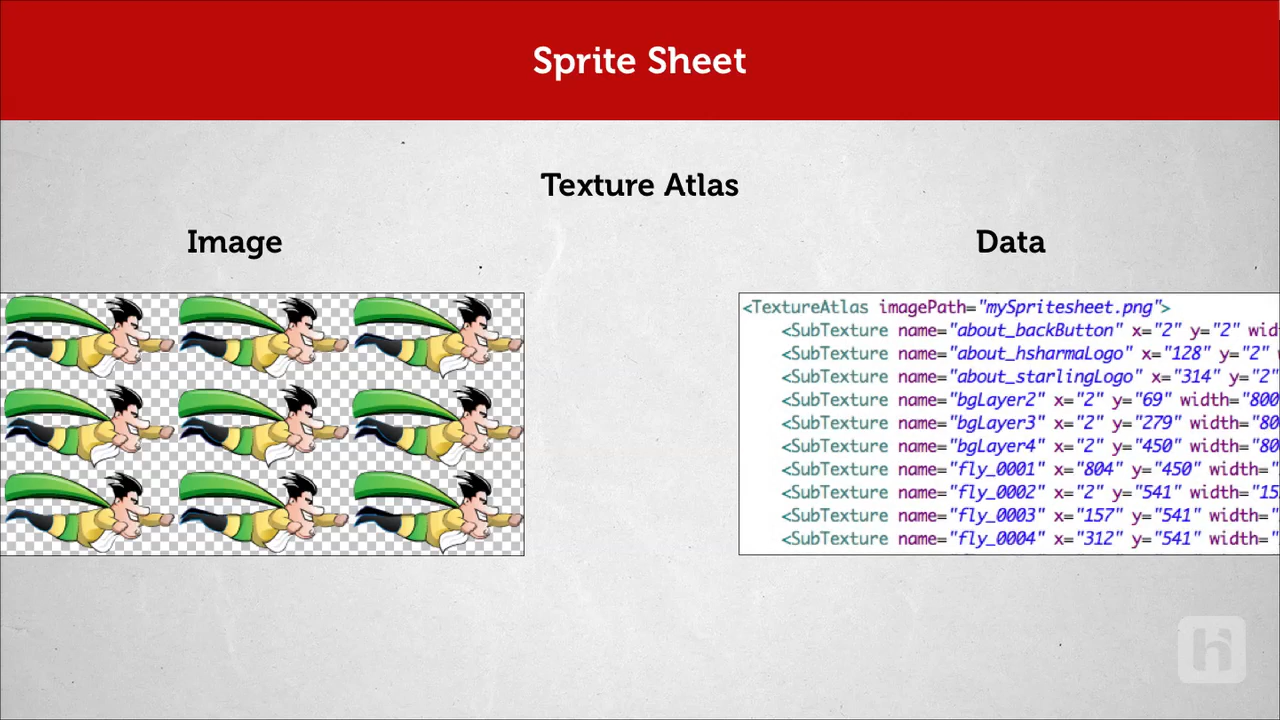 Sprite Sheet
Texture Atlas
Image
Data
<TextureAtlas imagePath="mySpritesheet.png">
<SubTexture name="about_backButton" x="2" y="2" wid
<SubTexture name="about_hsharmaLogo" x="128" y="2"
<SubTexture name="about_starlingLogo" x="314" y="2"
<SubTexture name="bgLayer2" x="2" y="69" width="800
<SubTexture name="bgLayer3" x="2" y="279" width="80
<SubTexture name="bgLayer4" x="2" y="450" width="80
<SubTexture name="fly_0001" x="804" y="450" width="
<SubTexture name="fly_0002" x="2" y="541" width="15
<SubTexture name="fly_0003" x="157" y="541" width="
<SubTexture name="fly_0004" x="312" y="541" width="
h